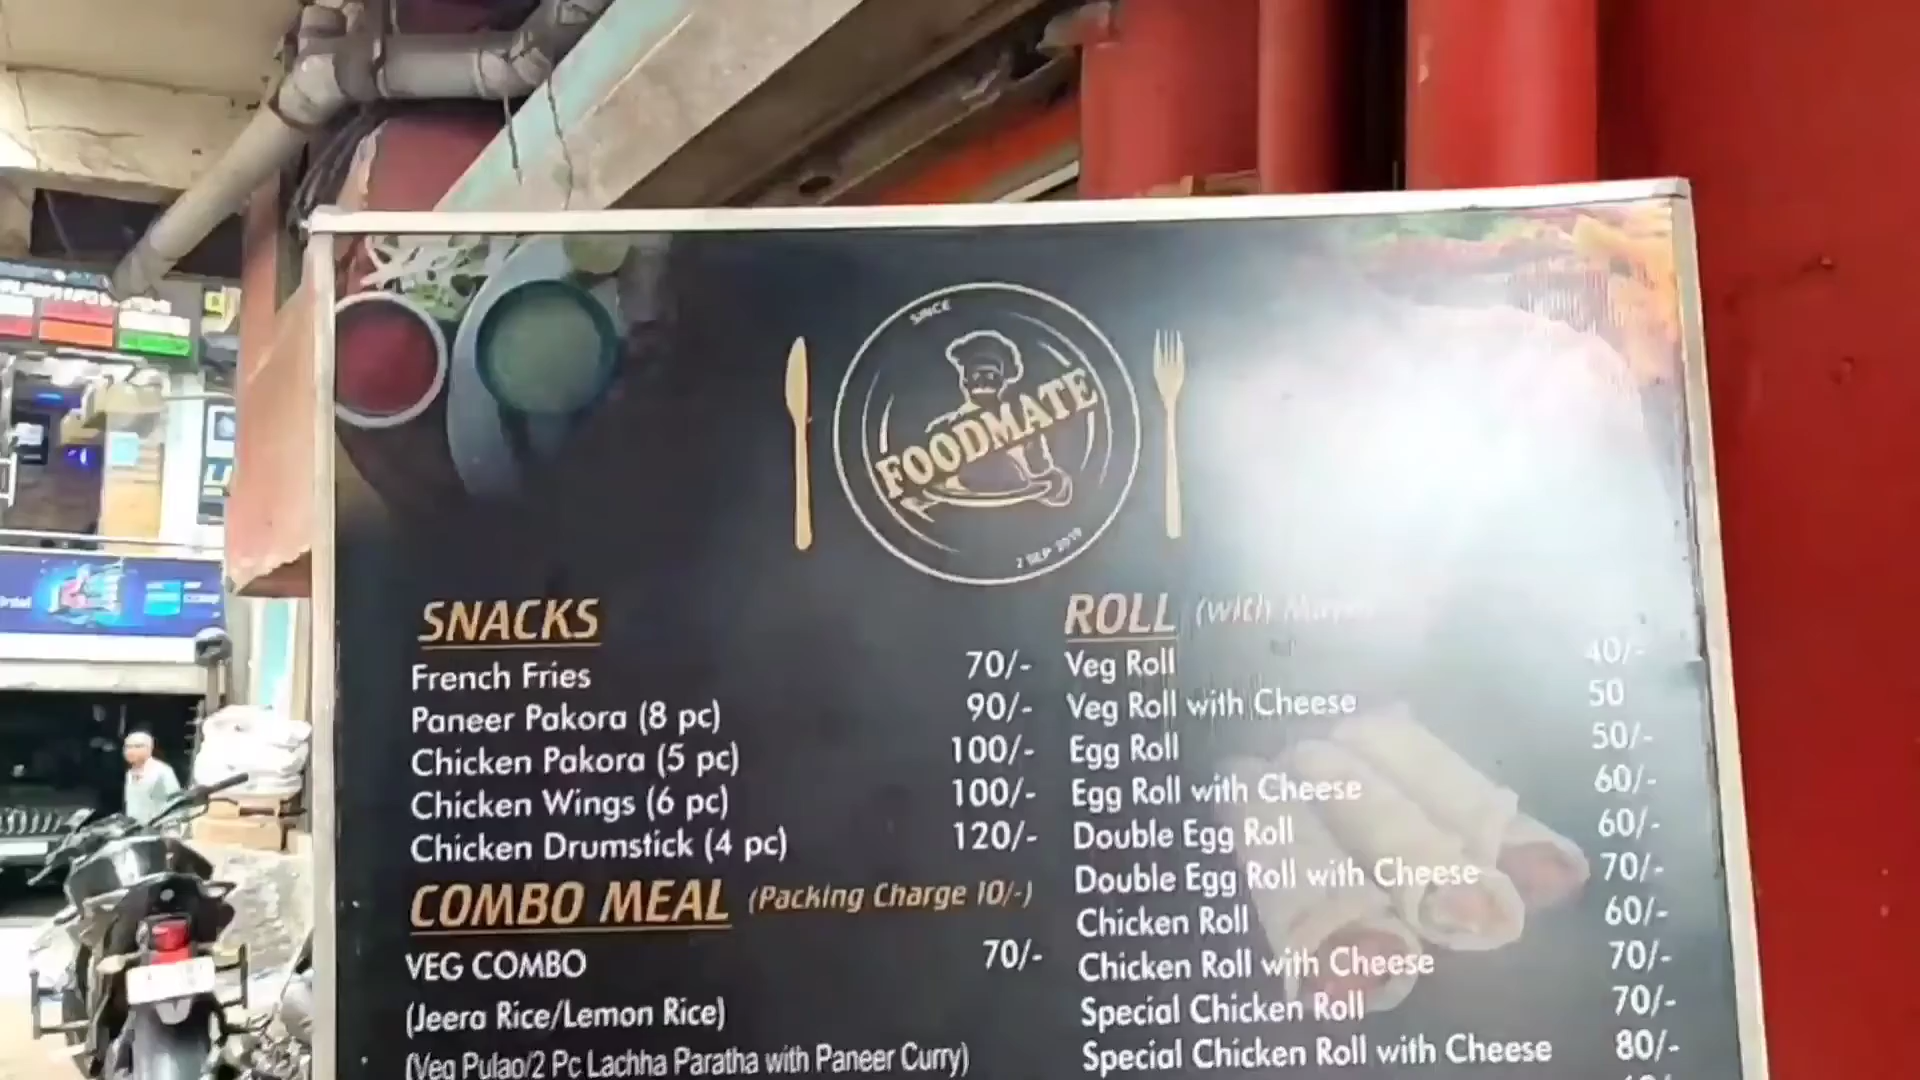 SINCE
FOODMATE
2 SEP 2019
SNACKS
French Fries 70/-
Paneer Pakora (8 pc) 90/-
Chicken Pakora (5 pc) 100/-
Chicken Wings (6 pc) 100/-
Chicken Drumstick (4 pc) 120/-
COMBO MEAL (Packing Charge 10/-)
VEG COMBO 70/-
(Jeera Rice/Lemon Rice)
(Veg Pulao/2 Pc Lachha Paratha with Paneer Curry)
ROLL (with
Veg Roll 40/-
Veg Roll with Cheese 50
Egg Roll 50/-
Egg Roll with Cheese 60/-
Double Egg Roll 60/-
Double Egg Roll with Cheese 70/-
Chicken Roll 60/-
Chicken Roll with Cheese 70/-
Special Chicken Roll 70/-
Special Chicken Roll with Cheese 80/-